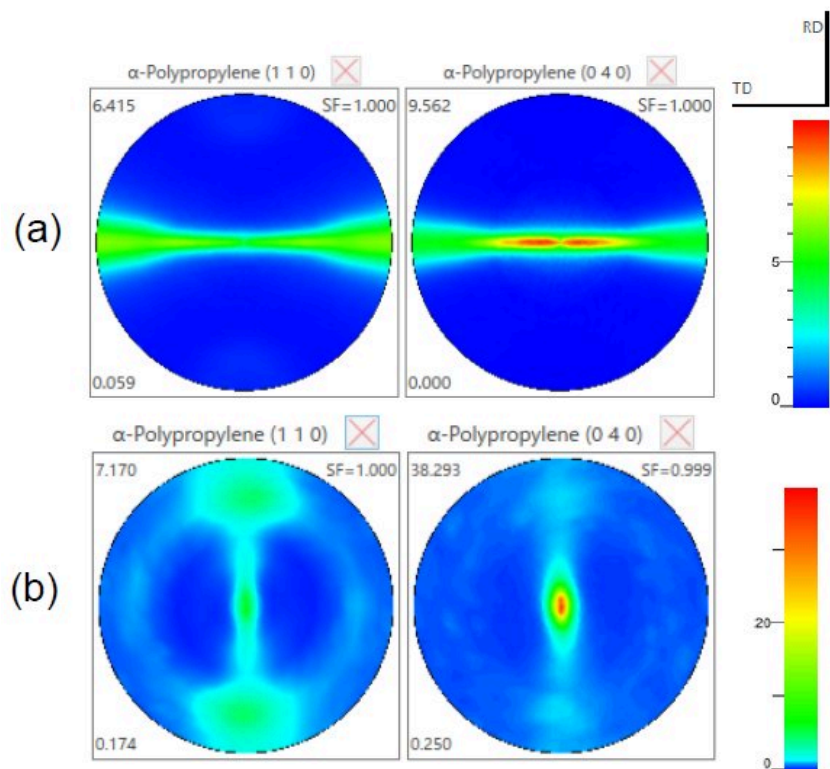 RD
TD
α-Polypropylene (1 1 0)
α-Polypropylene (0 4 0)
6.415
SF=1.000
9.562
SF=1.000
(a)
5
0.059
0.000
0
α-Polypropylene (1 1 0)
α-Polypropylene (0 4 0)
7.170
SF=1.000
38.293
SF=0.999
(b)
20
0.174
0.250
0